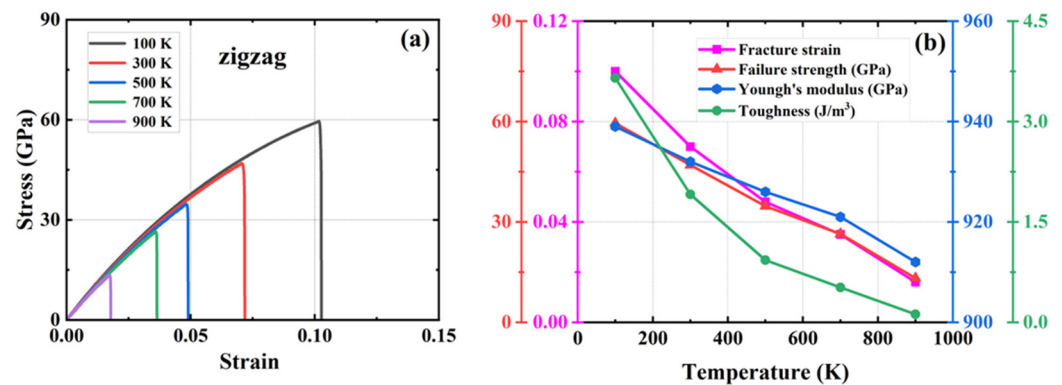 (a)
zigzag
100 K
300 K
500 K
700 K
900 K
Stress (GPa)
90
60
30
0
0.00 0.05 0.10 0.15
Strain
(b)
Fracture strain
Failure strength (GPa)
Youngh's modulus (GPa)
Toughness (J/m³)
90
60
30
0
0.12
0.08
0.04
0.00
960
940
920
900
4.5
3.0
1.5
0.0
0 200 400 600 800 1000
Temperature (K)